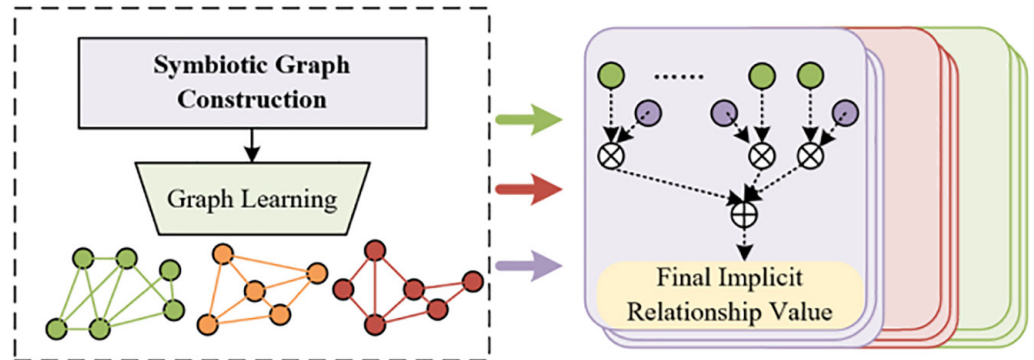 Symbiotic Graph
Construction
Graph Learning
......
Final Implicit
Relationship Value